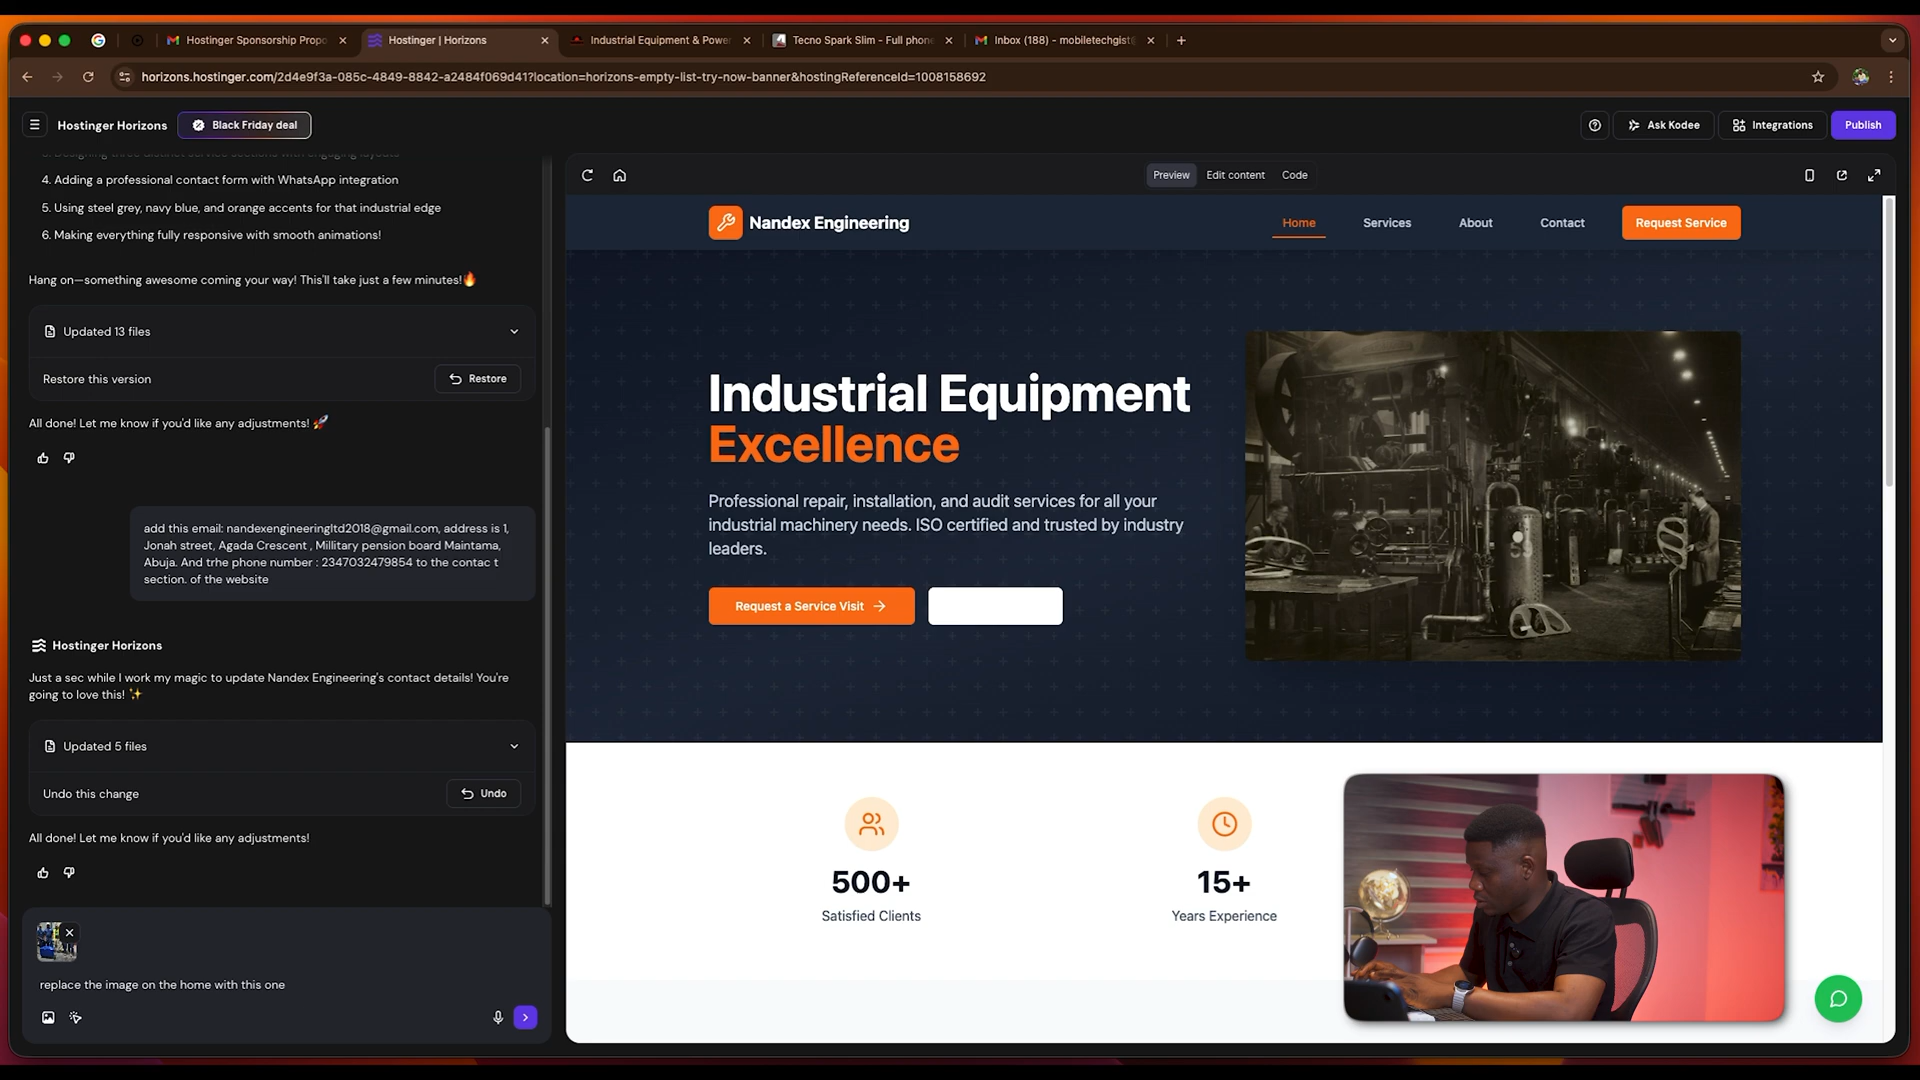 Hostinger Sponsorship Propo
Hostinger | Horizons
Industrial Equipment & Power
Tecno Spark Slim - Full phone
Inbox (188) - mobiletechgist
horizons.hostinger.com/2d4e9f3a-085c-4849-8842-a2484f069d41?location=horizons-empty-list-try-now-banner&hostingReferenceId=1008158692
Hostinger Horizons
Black Friday deal
Ask Kodee
Integrations
Publish
3. Designing three distinct service sections with engaging layouts
4. Adding a professional contact form with WhatsApp integration
5. Using steel grey, navy blue, and orange accents for that industrial edge
6. Making everything fully responsive with smooth animations!
Hang on—something awesome coming your way! This'll take just a few minutes!🔥
Updated 13 files
Restore this version
Restore
All done! Let me know if you'd like any adjustments! 🚀
add this email: nandexengineeringltd2018@gmail.com, address is 1,
Jonah street, Agada Crescent , Millitary pension board Maintama,
Abuja. And trhe phone number : 2347032479854 to the contac t
section. of the website
Hostinger Horizons
Just a sec while I work my magic to update Nandex Engineering's contact details! You're
going to love this! ✨
Updated 5 files
Undo this change
Undo
All done! Let me know if you'd like any adjustments!
replace the image on the home with this one
Preview
Edit content
Code
Nandex Engineering
Home
Services
About
Contact
Request Service
Industrial Equipment
Excellence
Professional repair, installation, and audit services for all your
industrial machinery needs. ISO certified and trusted by industry
leaders.
Request a Service Visit
500+
Satisfied Clients
15+
Years Experience